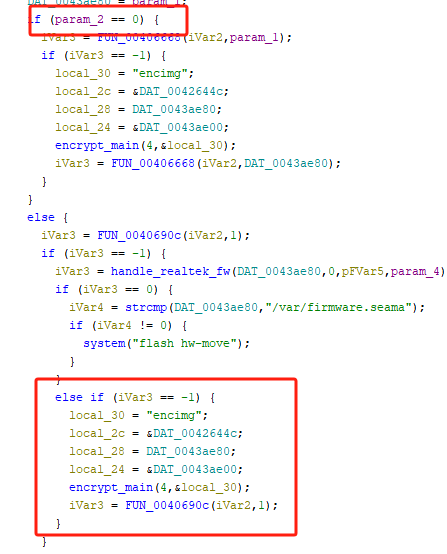 DAT_0043ae80 = param_1;
if (param_2 == 0) {
iVar3 = FUN_00406668(iVar2,param_1);
if (iVar3 == -1) {
local_30 = "encimg";
local_2c = &DAT_0042644c;
local_28 = DAT_0043ae80;
local_24 = &DAT_0043ae00;
encrypt_main(4,&local_30);
iVar3 = FUN_00406668(iVar2,DAT_0043ae80);
}
}
else {
iVar3 = FUN_0040690c(iVar2,1);
if (iVar3 == -1) {
iVar3 = handle_realtek_fw(DAT_0043ae80,0,pFVar5,param_4)
if (iVar3 == 0) {
iVar4 = strcmp(DAT_0043ae80,"/var/firmware.seama");
if (iVar4 != 0) {
system("flash hw-move");
}
}
else if (iVar3 == -1) {
local_30 = "encimg";
local_2c = &DAT_0042644c;
local_28 = DAT_0043ae80;
local_24 = &DAT_0043ae00;
encrypt_main(4,&local_30);
iVar3 = FUN_0040690c(iVar2,1);
}
}